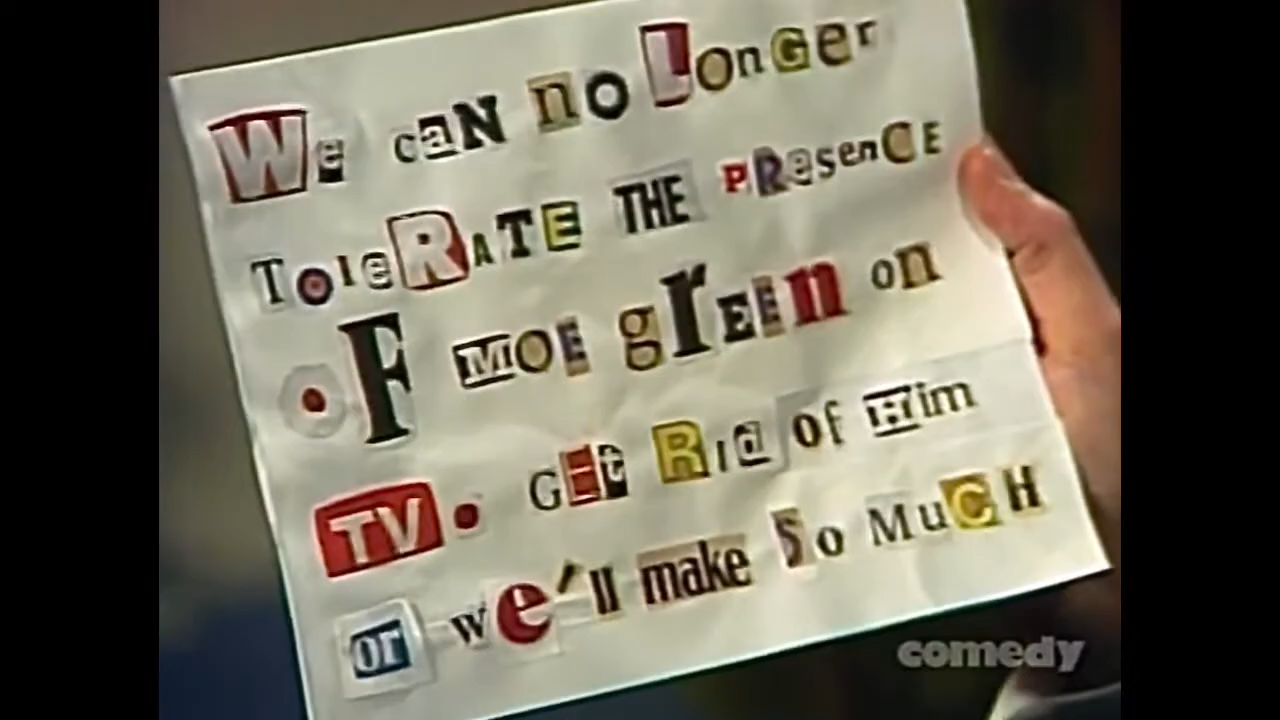 We caN no LonGer
ToleRATE THE PResenCE
oF MOE grEEn on
TV. GEt Rid of Him
or we'll make So MuCH
comedy